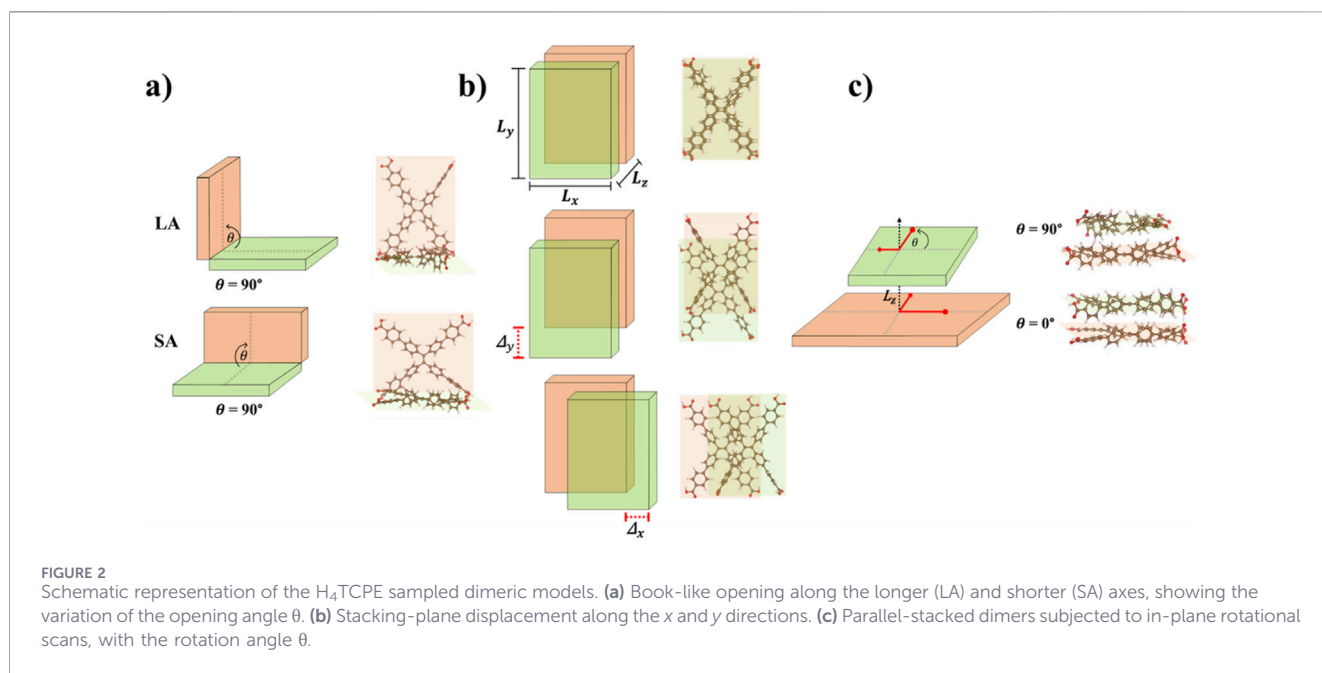 a)
LA
θ
θ = 90°
SA
θ
θ = 90°
b)
Ly
Lx
Lz
Δy
Δx
c)
θ
Lz
θ = 90°
θ = 0°
FIGURE 2
Schematic representation of the H₄TCPE sampled dimeric models. (a) Book-like opening along the longer (LA) and shorter (SA) axes, showing the
variation of the opening angle θ. (b) Stacking-plane displacement along the x and y directions. (c) Parallel-stacked dimers subjected to in-plane rotational
scans, with the rotation angle θ.